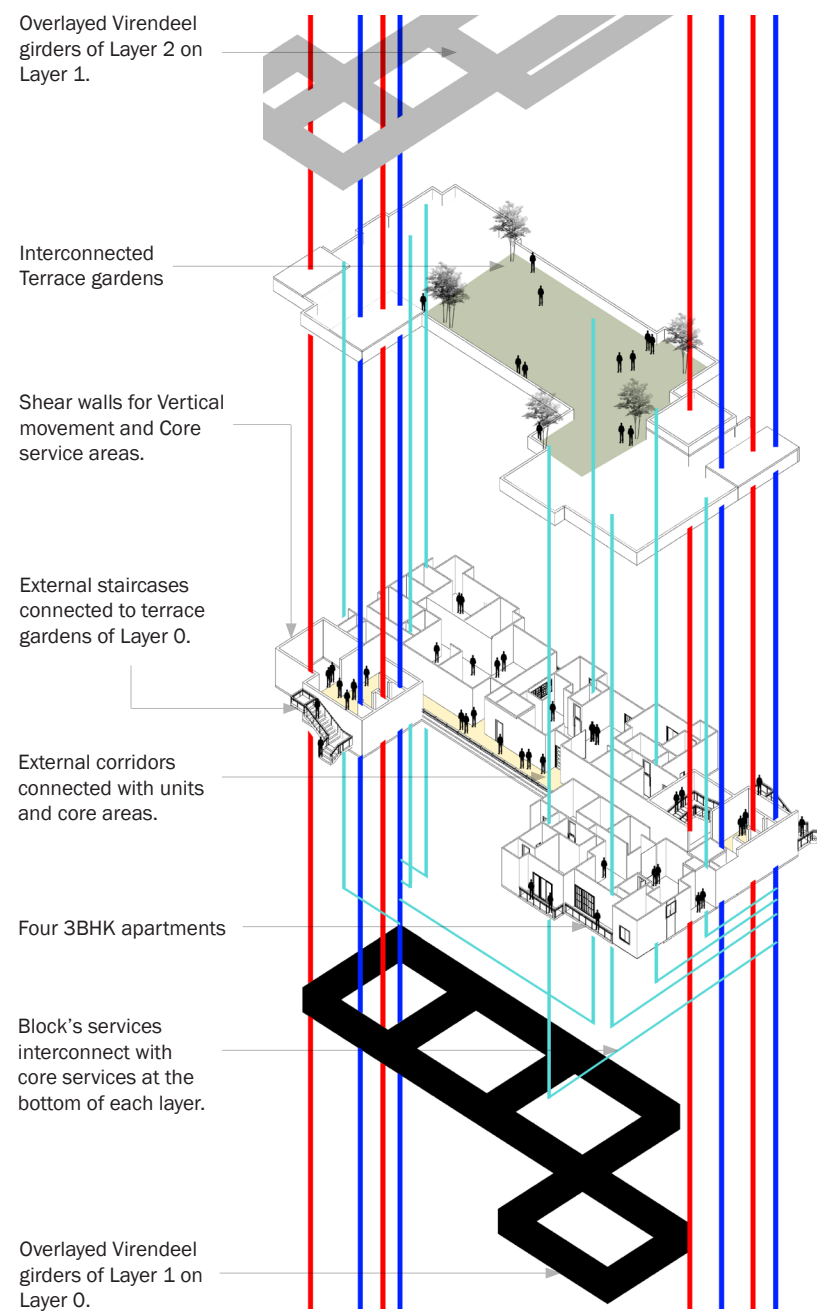 Overlayed Virendeel
girders of Layer 2 on
Layer 1.
Interconnected
Terrace gardens
Shear walls for Vertical
movement and Core
service areas.
External staircases
connected to terrace
gardens of Layer 0.
External corridors
connected with units
and core areas.
Four 3BHK apartments
Block's services
interconnect with
core services at the
bottom of each layer.
Overlayed Virendeel
girders of Layer 1 on
Layer 0.